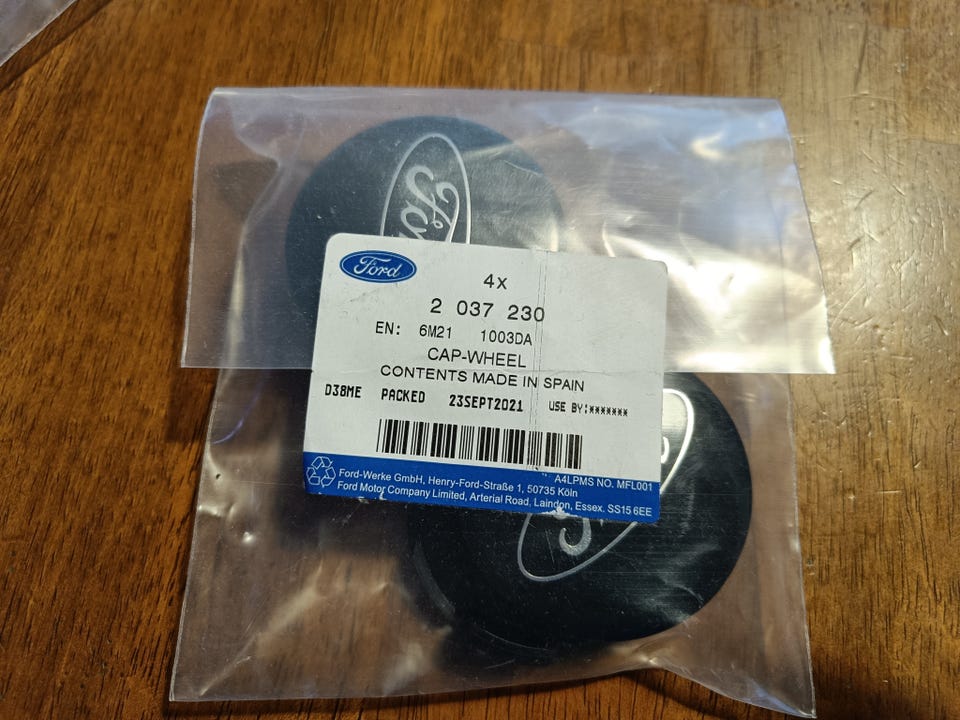 Ford
Ford 4x
2 037 230
EN: 6M21 1003DA
CAP-WHEEL
CONTENTS MADE IN SPAIN
D38ME PACKED 23SEPT2021 USE BY:*******
A4LPMS NO. MFL001
Ford-Werke GmbH, Henry-Ford-Straße 1, 50735 Köln
Ford Motor Company Limited, Arterial Road, Laindon, Essex. SS15 6EE